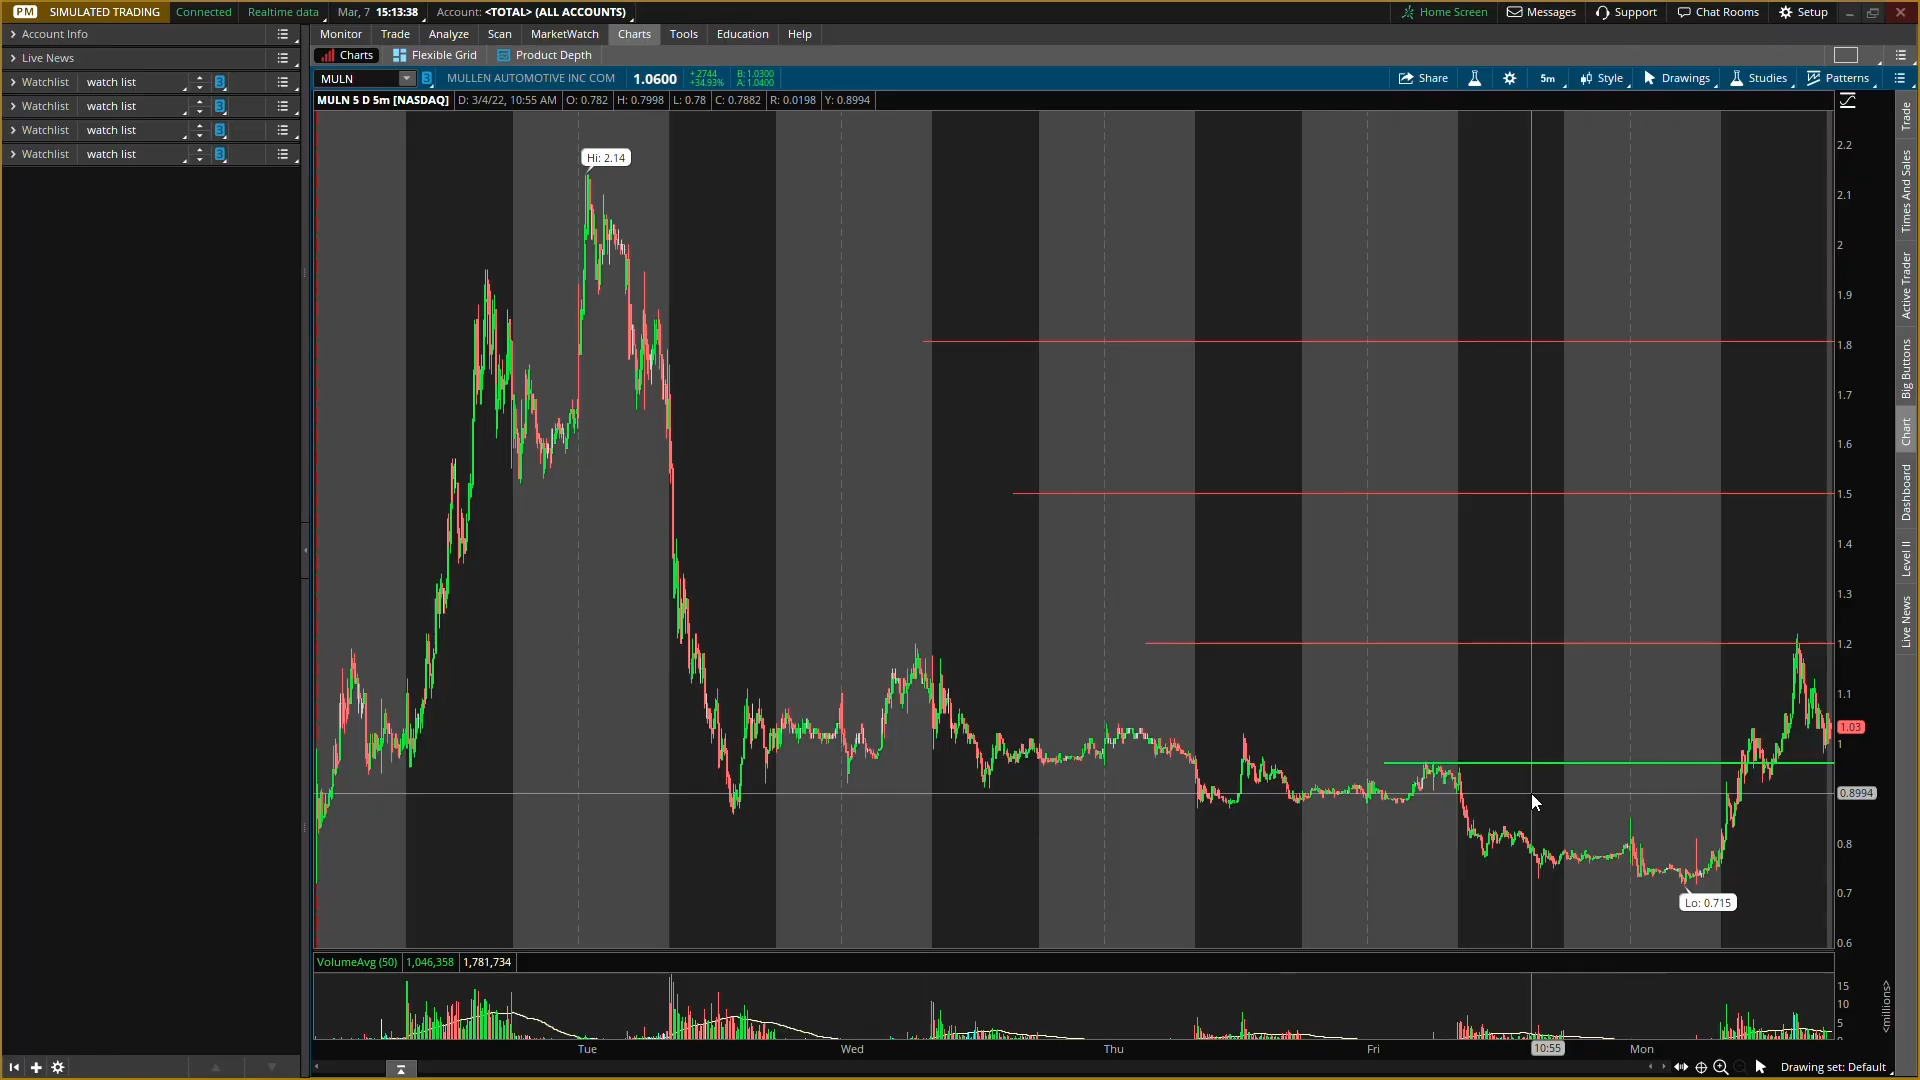 PM SIMULATED TRADING Connected Realtime data Mar, 7 15:13:38 Account: <TOTAL> (ALL ACCOUNTS) Home Screen Messages Support Chat Rooms Setup
Account Info
Monitor Trade Analyze Scan MarketWatch Charts Tools Education Help
Live News
Charts Flexible Grid Product Depth
Watchlist watch list 3
MULN 3 MULLEN AUTOMOTIVE INC COM 1.0600 +.2744 +34.93% B: 1.0300 A: 1.0400 Share 5m Style Drawings Studies Patterns
Watchlist watch list 3
MULN 5 D 5m [NASDAQ] D: 3/4/22, 10:55 AM O: 0.782 H: 0.7998 L: 0.78 C: 0.7882 R: 0.0198 Y: 0.8994
Watchlist watch list 3
Watchlist watch list 3
Hi: 2.14
2.2
2.1
2
1.9
1.8
1.7
1.6
1.5
1.4
1.3
1.2
1.1
1.03
1
0.8994
0.8
0.7
Lo: 0.715
0.6
Trade
Times And Sales
Active Trader
Big Buttons
Chart
Dashboard
Level II
Live News
VolumeAvg (50) 1,046,358 1,781,734
15
10
5
<millions>
Tue Wed Thu Fri 10:55 Mon
Drawing set: Default